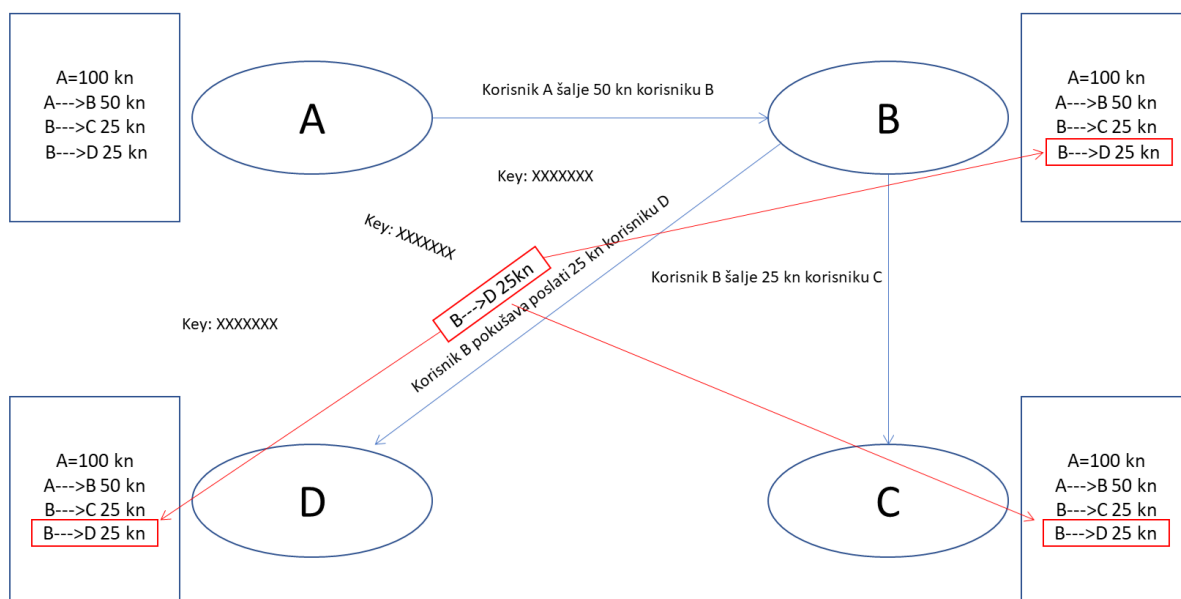 A=100 kn
A--->B 50 kn
B--->C 25 kn
B--->D 25 kn
A
Korisnik A šalje 50 kn korisniku B
B
A=100 kn
A--->B 50 kn
B--->C 25 kn
B--->D 25 kn
Key: XXXXXXX
Key: XXXXXXX
B--->D 25kn
Korisnik B pokušava poslati 25 kn korisniku D
Korisnik B šalje 25 kn korisniku C
Key: XXXXXXX
A=100 kn
A--->B 50 kn
B--->C 25 kn
B--->D 25 kn
D
C
A=100 kn
A--->B 50 kn
B--->C 25 kn
B--->D 25 kn